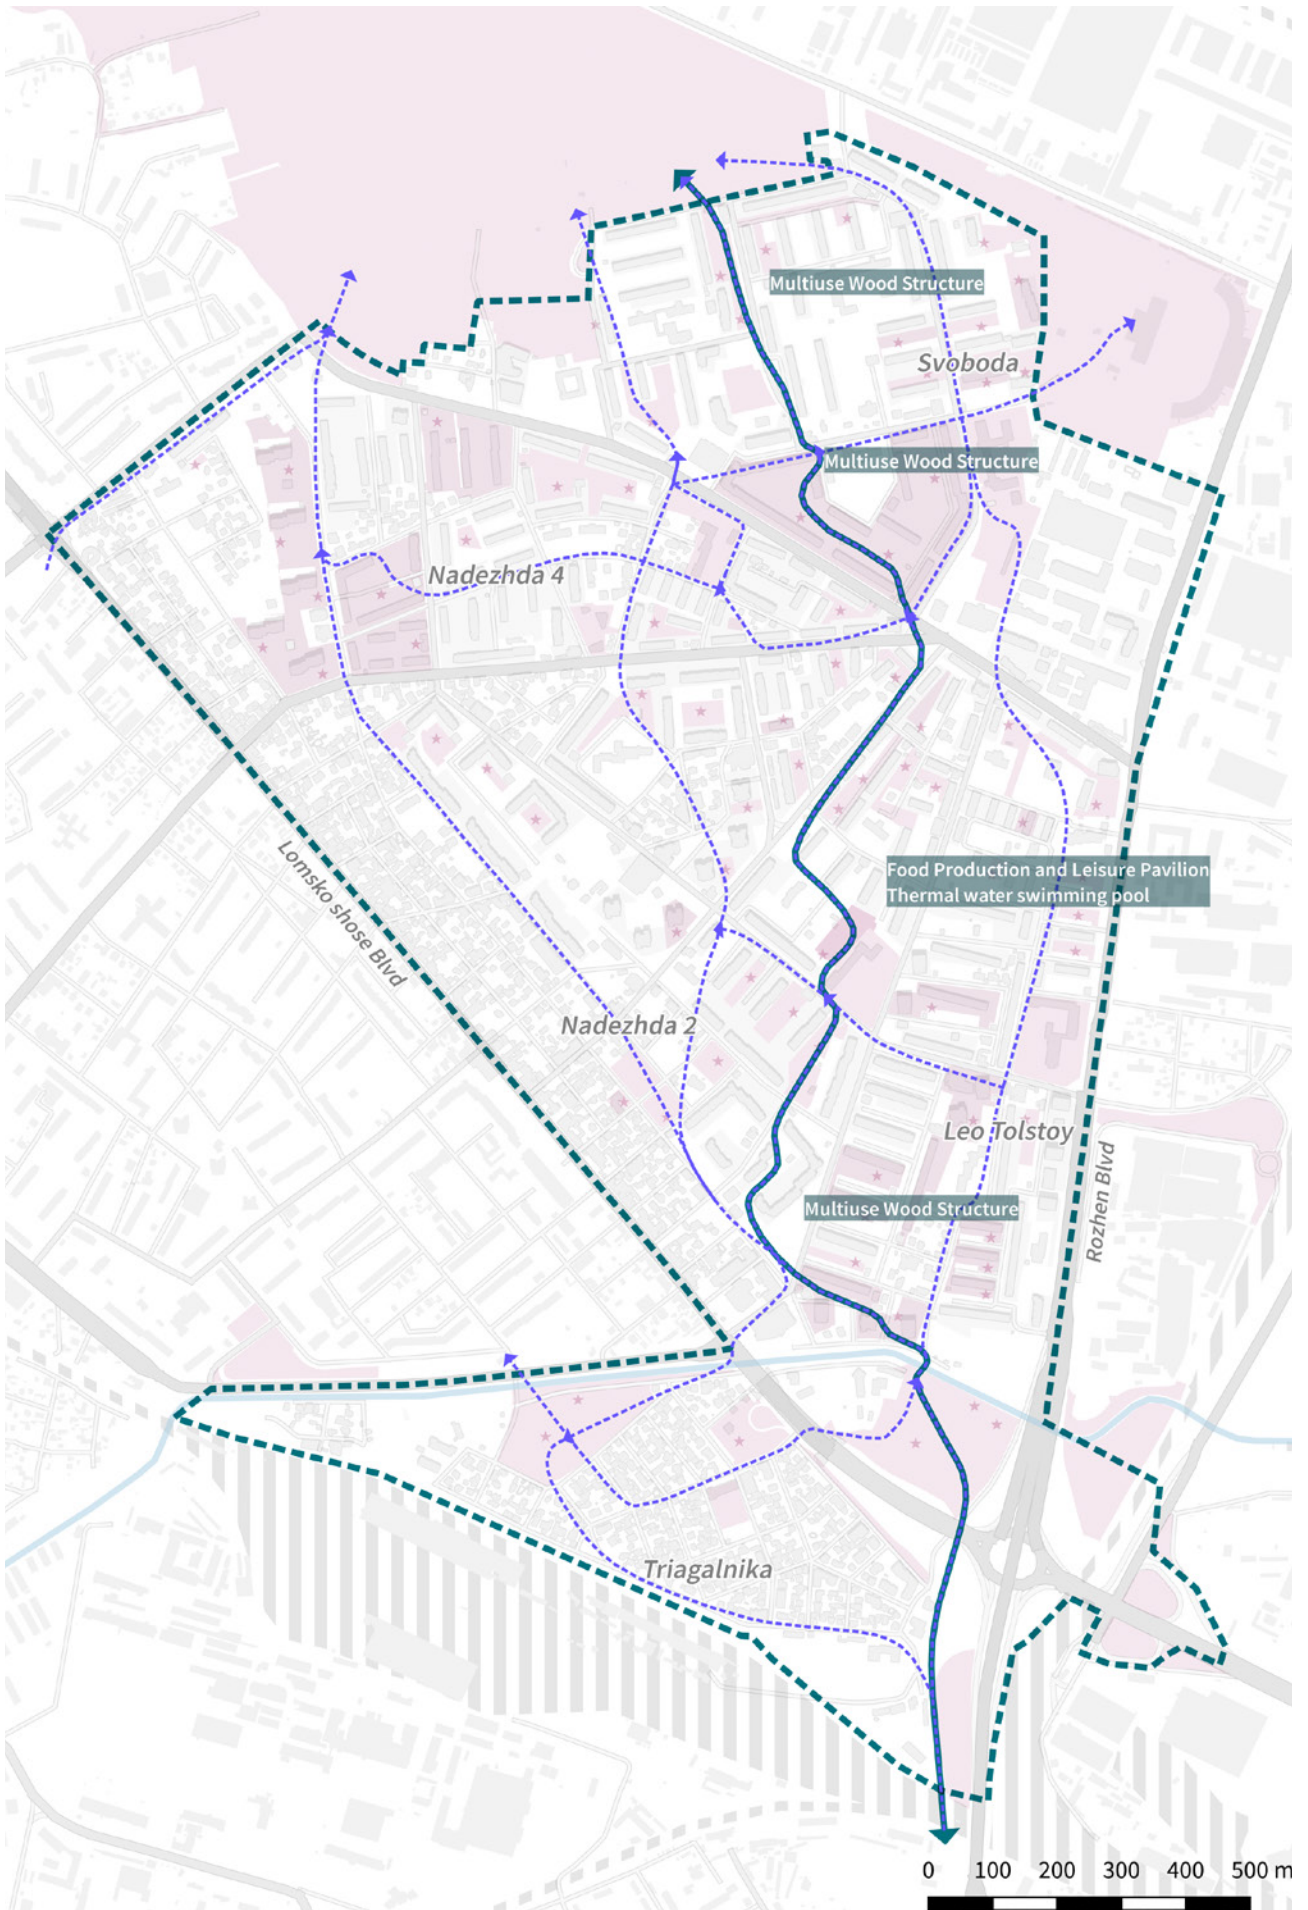 Multiuse Wood Structure
Svoboda
Multiuse Wood Structure
Nadezhda 4
Lomsko shose Blvd
Food Production and Leisure Pavilion
Thermal water swimming pool
Nadezhda 2
Leo Tolstoy
Rozhen Blvd
Multiuse Wood Structure
Triagalnika
0 100 200 300 400 500 m